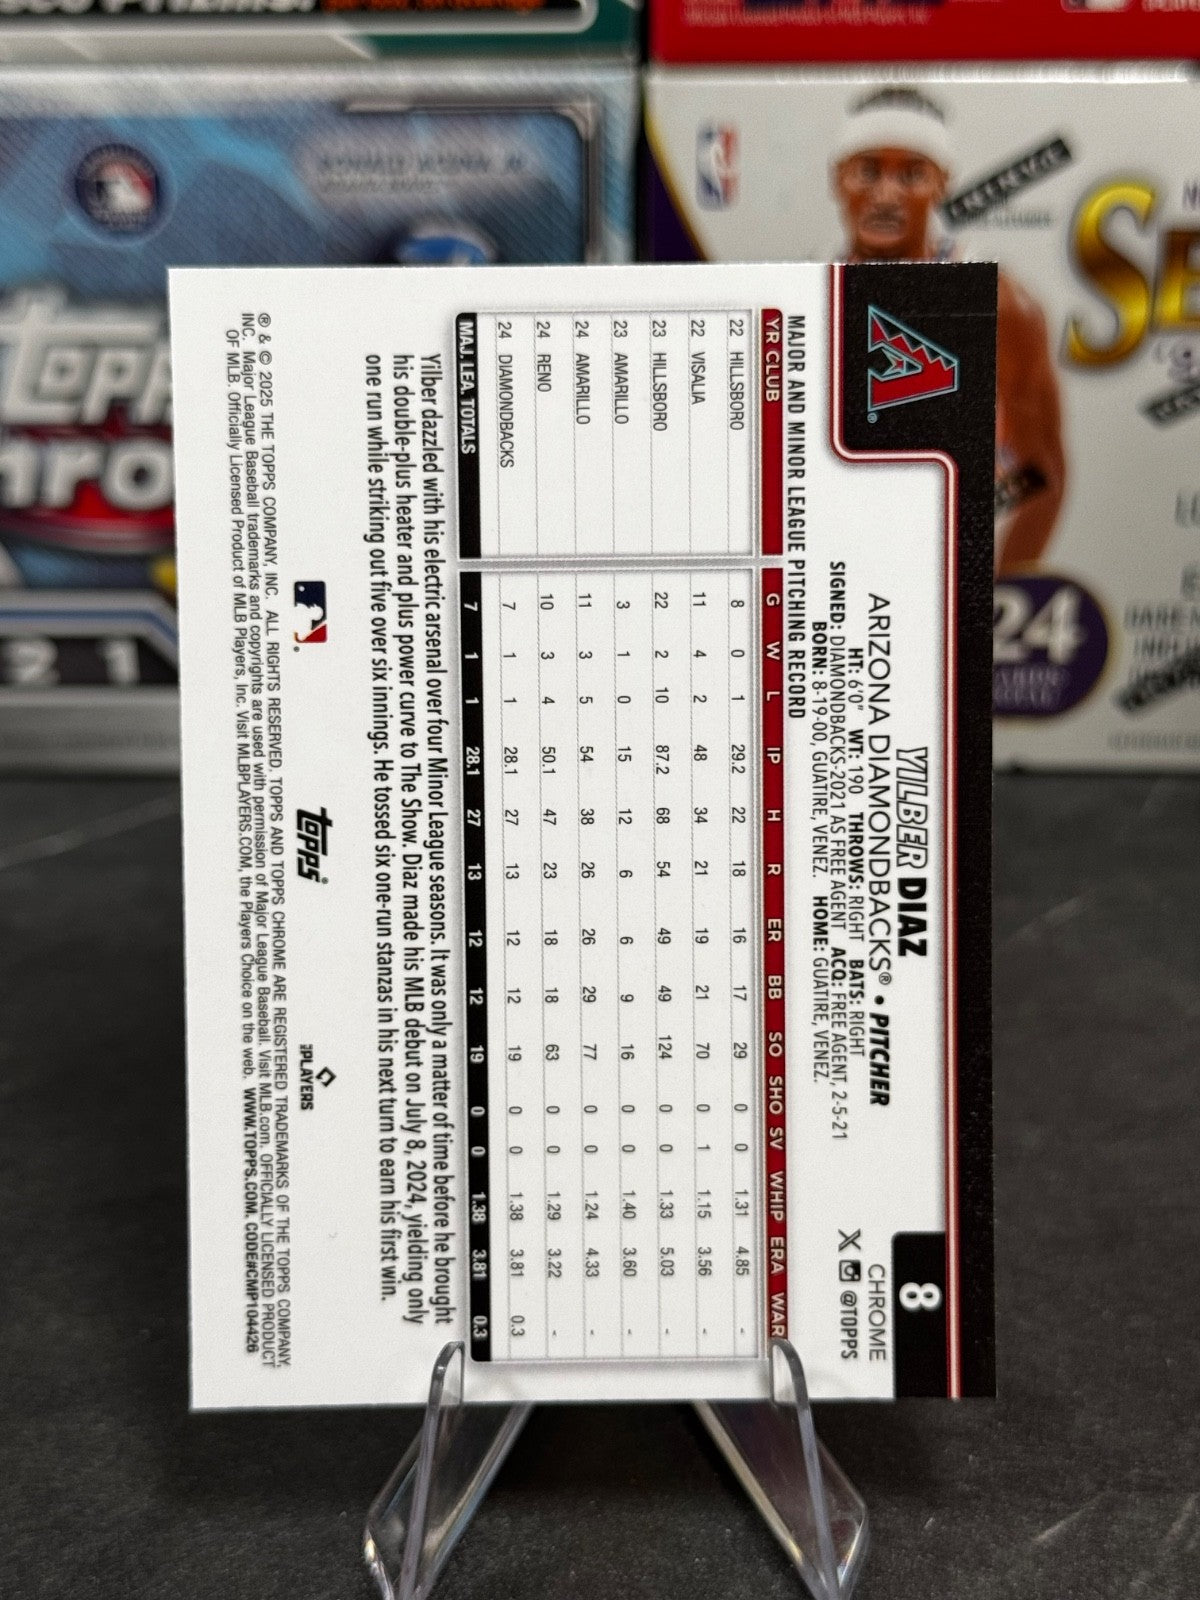 8
YILBER DIAZ
CHROME
ARIZONA DIAMONDBACKS® • PITCHER
@TOPPS
HT: 6'0" WT: 190 THROWS: RIGHT BATS: RIGHT
SIGNED: DIAMONDBACKS-2021 AS FREE AGENT ACQ: FREE AGENT, 2-5-21
BORN: 8-19-00, GUATIRE, VENEZ. HOME: GUATIRE, VENEZ.
MAJOR AND MINOR LEAGUE PITCHING RECORD
YR CLUB G W L IP H R ER BB SO SHO SV WHIP ERA WAR
22 HILLSBORO 8 0 1 29.2 22 18 16 17 29 0 0 1.31 4.85 -
22 VISALIA 11 4 2 48 34 21 19 21 70 0 1 1.15 3.56 -
23 HILLSBORO 22 2 10 87.2 68 54 49 49 124 0 0 1.33 5.03 -
23 AMARILLO 3 1 0 15 12 6 6 9 16 0 0 1.40 3.60 -
24 AMARILLO 11 3 5 54 38 26 26 29 77 0 0 1.24 4.33 -
24 RENO 10 3 4 50.1 47 23 18 18 63 0 0 1.29 3.22 -
24 DIAMONDBACKS 7 1 1 28.1 27 13 12 12 19 0 0 1.38 3.81 0.3
MAJ. LEA. TOTALS 7 1 1 28.1 27 13 12 12 19 0 0 1.38 3.81 0.3
Yilber dazzled with his electric arsenal over four Minor League seasons. It was only a matter of time before he brought
his double-plus heater and plus power curve to The Show. Diaz made his MLB debut on July 8, 2024, yielding only
one run while striking out five over six innings. He tossed six one-run stanzas in his next turn to earn his first win.
topps®
PLAYERS
® & © 2025 THE TOPPS COMPANY, INC. ALL RIGHTS RESERVED. TOPPS AND TOPPS CHROME ARE REGISTERED TRADEMARKS OF THE TOPPS COMPANY,
INC. Major League Baseball trademarks and copyrights are used with permission of Major League Baseball. Visit MLB.com. OFFICIALLY LICENSED PRODUCT
OF MLB. Officially Licensed Product of MLB Players, Inc. Visit MLBPLAYERS.COM, the Players Choice on the web. WWW.TOPPS.COM. CODE#CMP104426
24